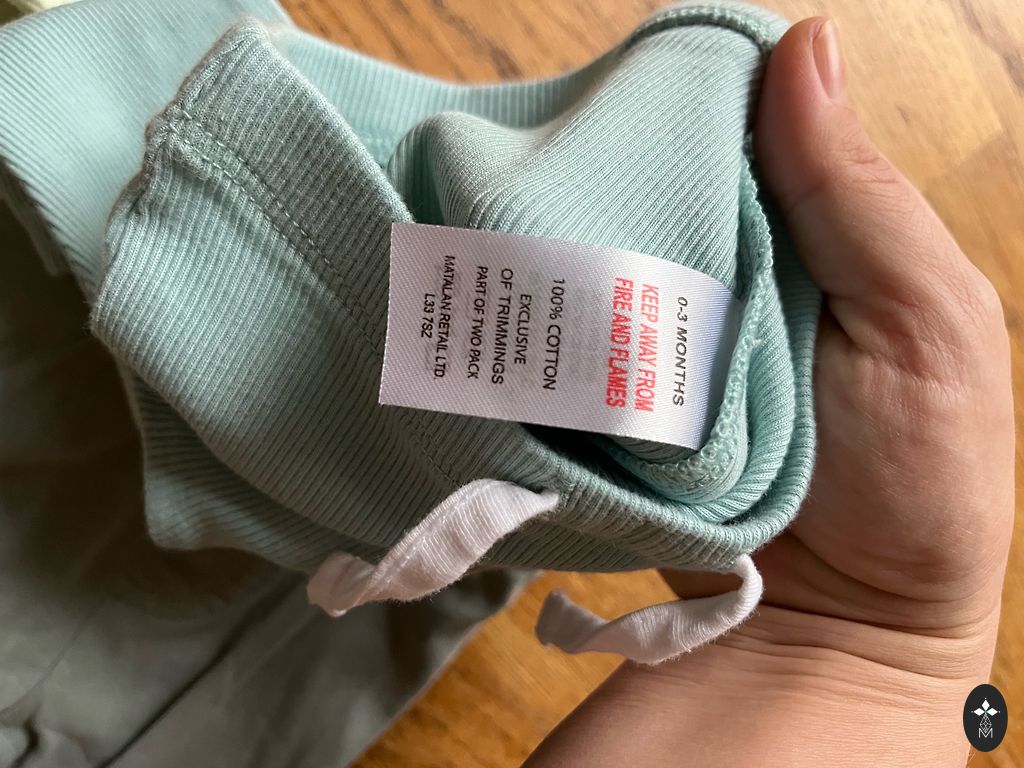 0-3 MONTHS
KEEP AWAY FROM
FIRE AND FLAMES
100% COTTON
EXCLUSIVE
OF TRIMMINGS
PART OF TWO PACK
MATALAN RETAIL LTD.
L33 7SZ
M